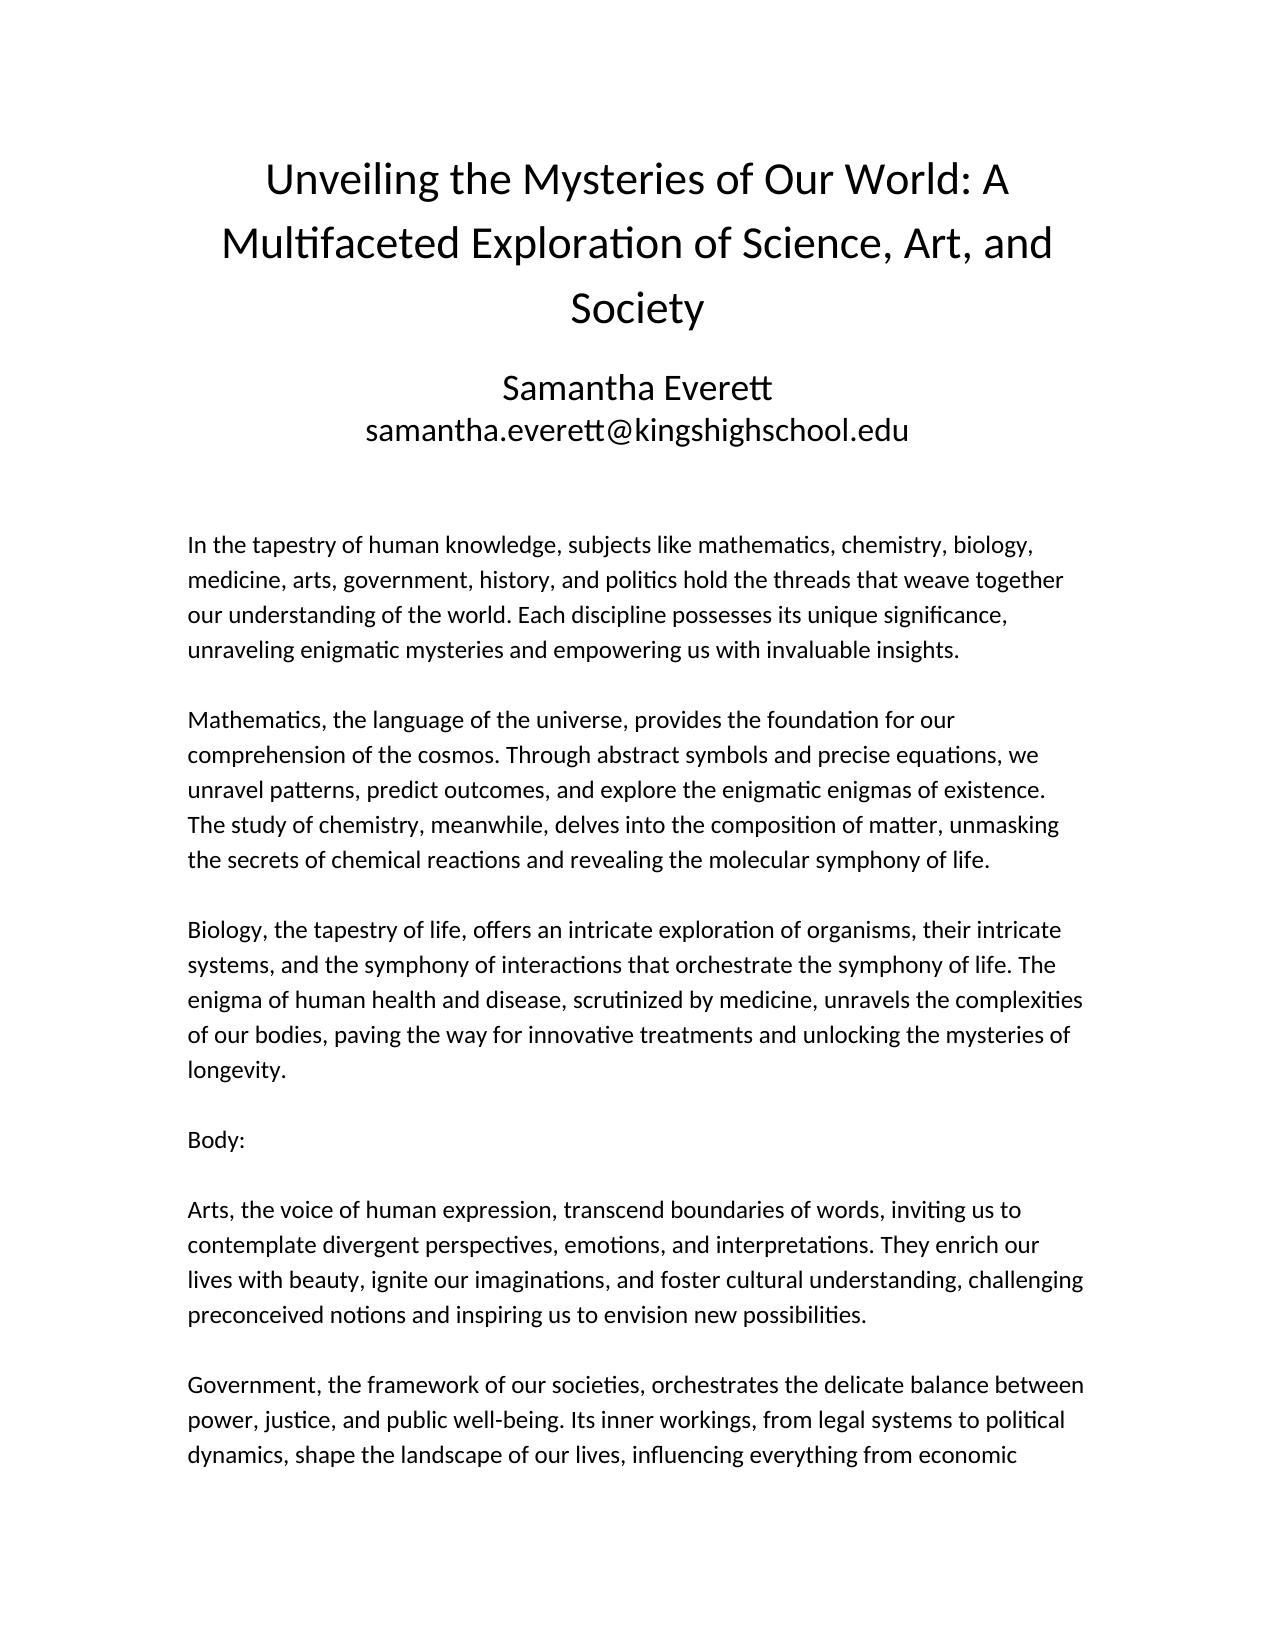 Unveiling the Mysteries of Our World: A
Multifaceted Exploration of Science, Art, and
Society
Samantha Everett
samantha.everett@kingshighschool.edu
In the tapestry of human knowledge, subjects like mathematics, chemistry, biology,
medicine, arts, government, history, and politics hold the threads that weave together
our understanding of the world. Each discipline possesses its unique significance,
unraveling enigmatic mysteries and empowering us with invaluable insights.
Mathematics, the language of the universe, provides the foundation for our
comprehension of the cosmos. Through abstract symbols and precise equations, we
unravel patterns, predict outcomes, and explore the enigmatic enigmas of existence.
The study of chemistry, meanwhile, delves into the composition of matter, unmasking
the secrets of chemical reactions and revealing the molecular symphony of life.
Biology, the tapestry of life, offers an intricate exploration of organisms, their intricate
systems, and the symphony of interactions that orchestrate the symphony of life. The
enigma of human health and disease, scrutinized by medicine, unravels the complexities
of our bodies, paving the way for innovative treatments and unlocking the mysteries of
longevity.
Body:
Arts, the voice of human expression, transcend boundaries of words, inviting us to
contemplate divergent perspectives, emotions, and interpretations. They enrich our
lives with beauty, ignite our imaginations, and foster cultural understanding, challenging
preconceived notions and inspiring us to envision new possibilities.
Government, the framework of our societies, orchestrates the delicate balance between
power, justice, and public well-being. Its inner workings, from legal systems to political
dynamics, shape the landscape of our lives, influencing everything from economic